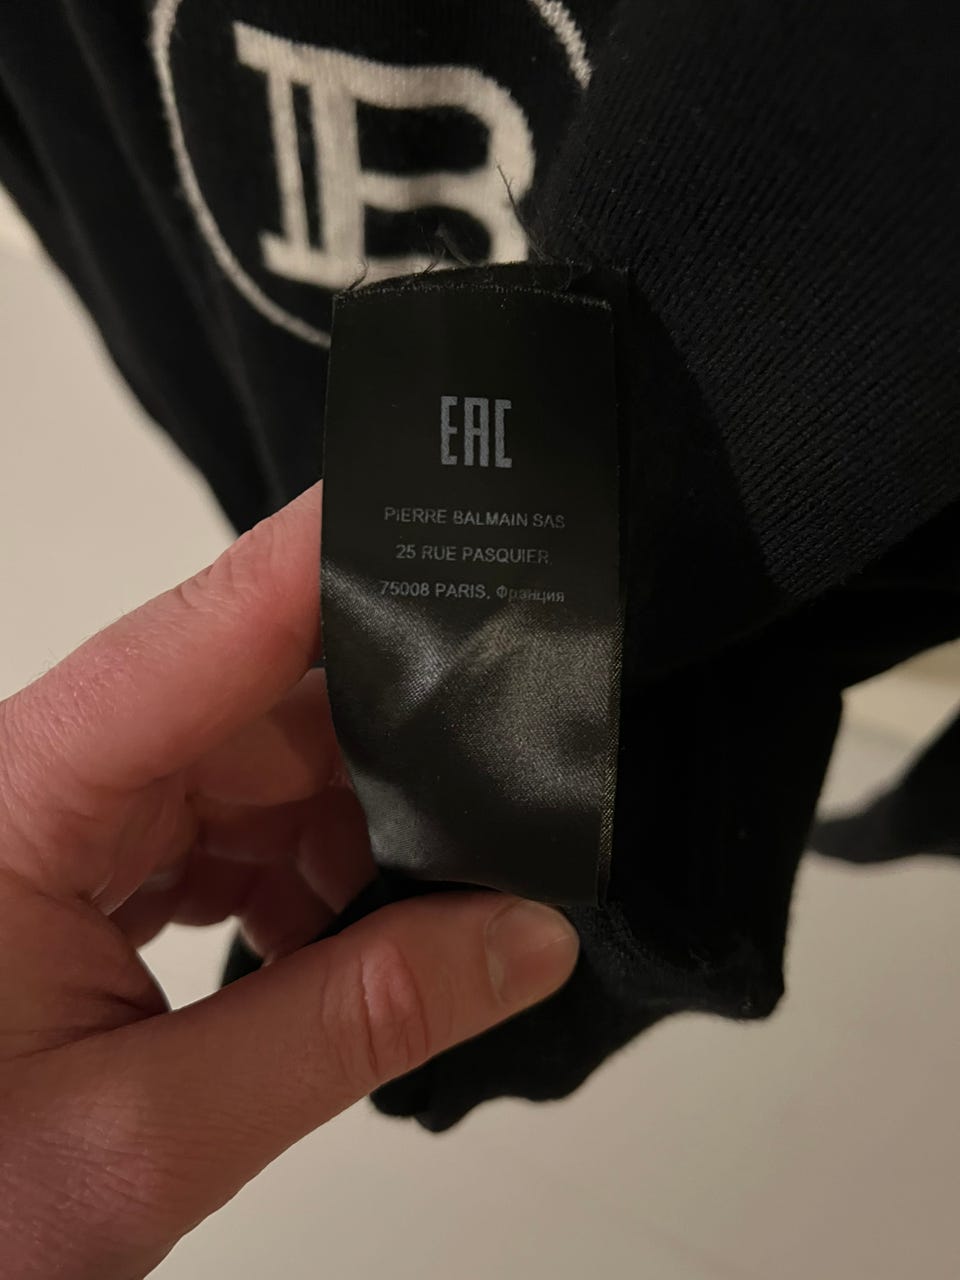 B
EAC
PIERRE BALMAIN SAS
25 RUE PASQUIER
75008 PARIS, Франция